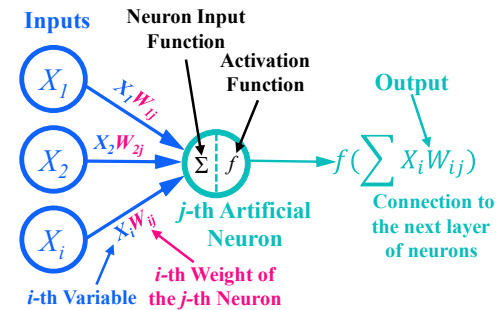 Inputs
Neuron Input
Function
Activation
Function
Output
X₁
X₁W₁ⱼ
X₂
X₂W₂ⱼ
Σ f
f(∑ XᵢWᵢⱼ)
Xᵢ
XᵢWᵢⱼ
j-th Artificial
Neuron
Connection to
the next layer
of neurons
i-th Variable
i-th Weight of
the j-th Neuron